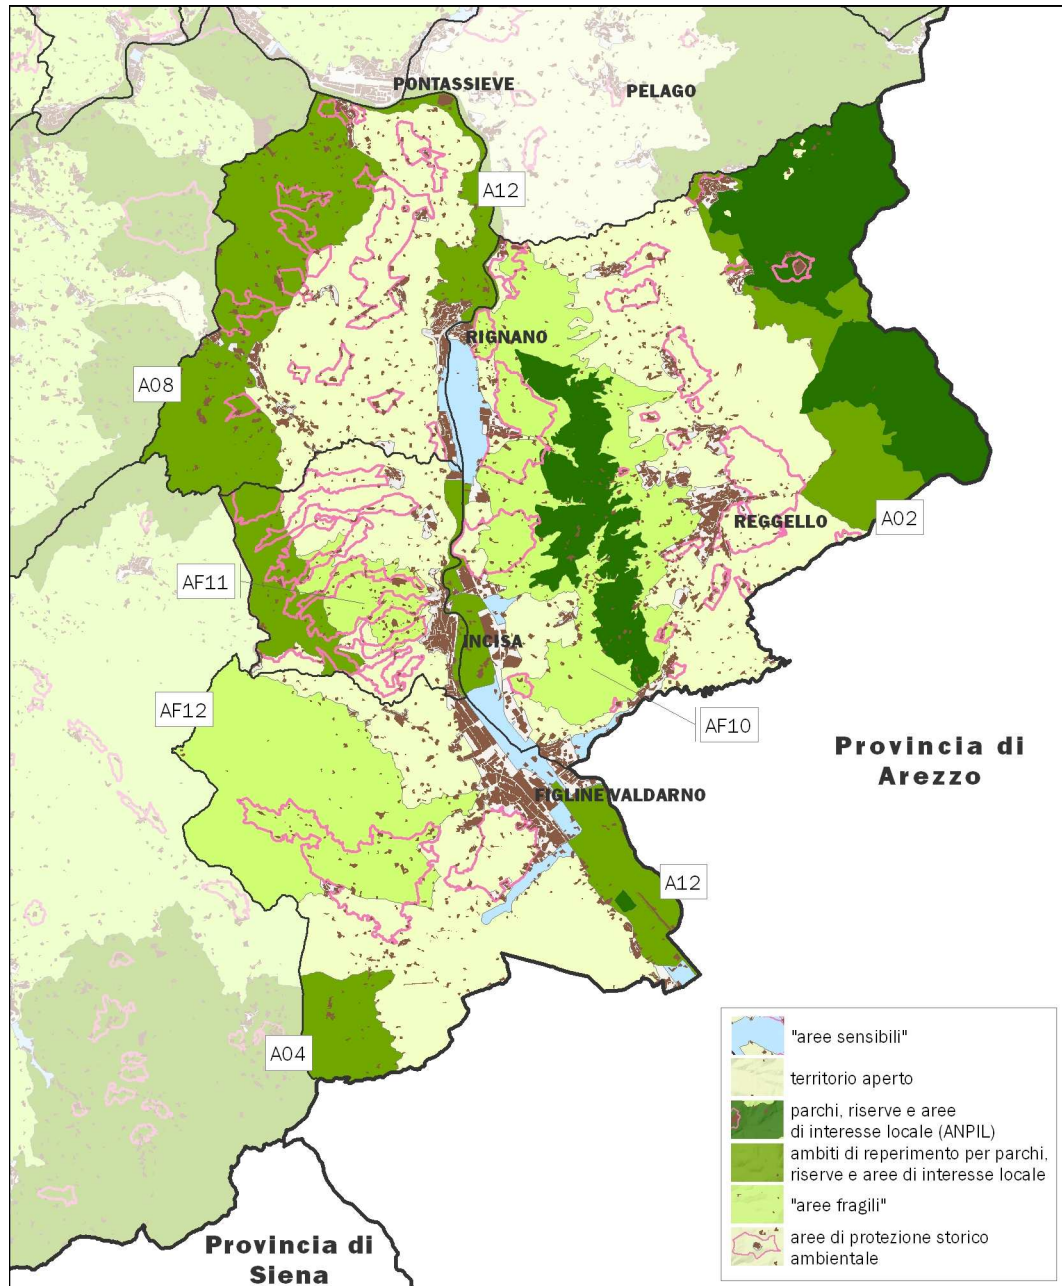 PONTASSIEVE
PELAGO
A12
RIGNANO
A08
REGGELLO
A02
AF11
INCISA
AF12
AF10
Provincia di
Arezzo
FIGLINE VALDARNO
A12
A04
"aree sensibili"
territorio aperto
parchi, riserve e aree
di interesse locale (ANPIL)
ambiti di reperimento per parchi,
riserve e aree di interesse locale
"aree fragili"
aree di protezione storico
ambientale
Provincia di
Siena